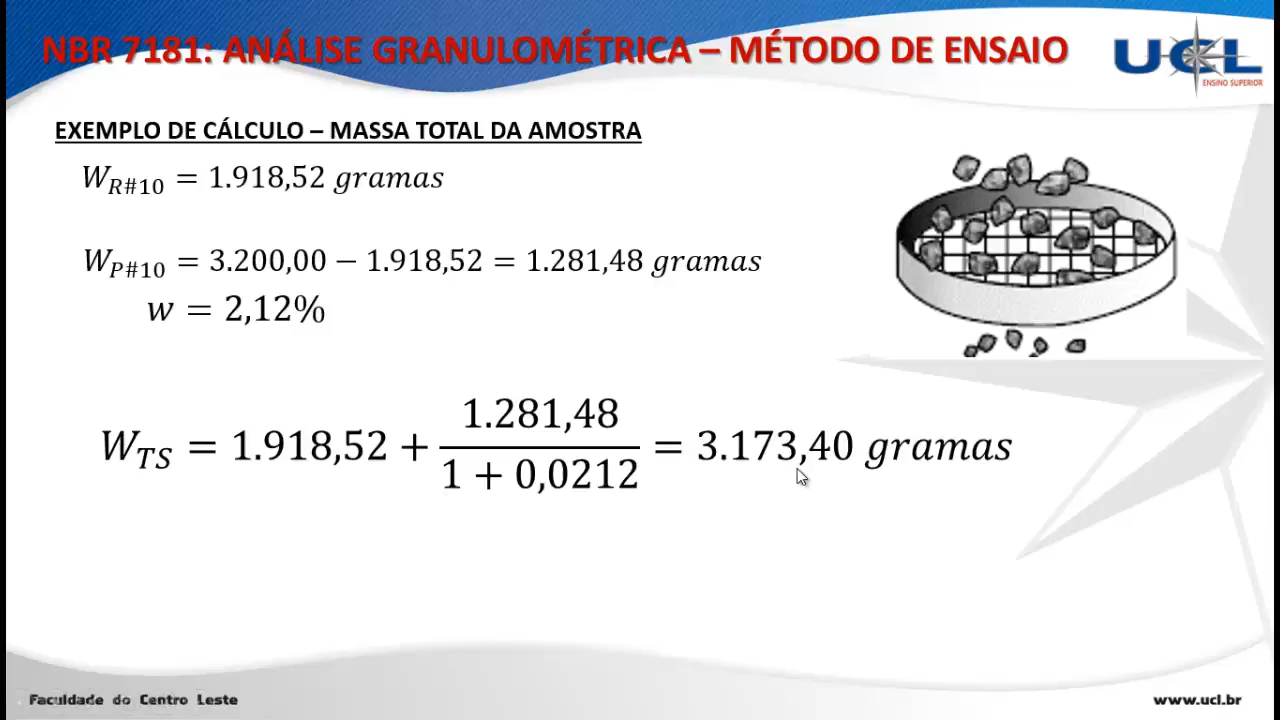 NBR 7181: ANÁLISE GRANULOMÉTRICA – MÉTODO DE ENSAIO
UCL
ENSINO SUPERIOR
EXEMPLO DE CÁLCULO – MASSA TOTAL DA AMOSTRA
W_{R#10} = 1.918,52 gramas
W_{P#10} = 3.200,00 − 1.918,52 = 1.281,48 gramas
w = 2,12%
W_{TS} = 1.918,52 + \frac{1.281,48}{1 + 0,0212} = 3.173,40 gramas
Faculdade do Centro Leste
www.ucl.br